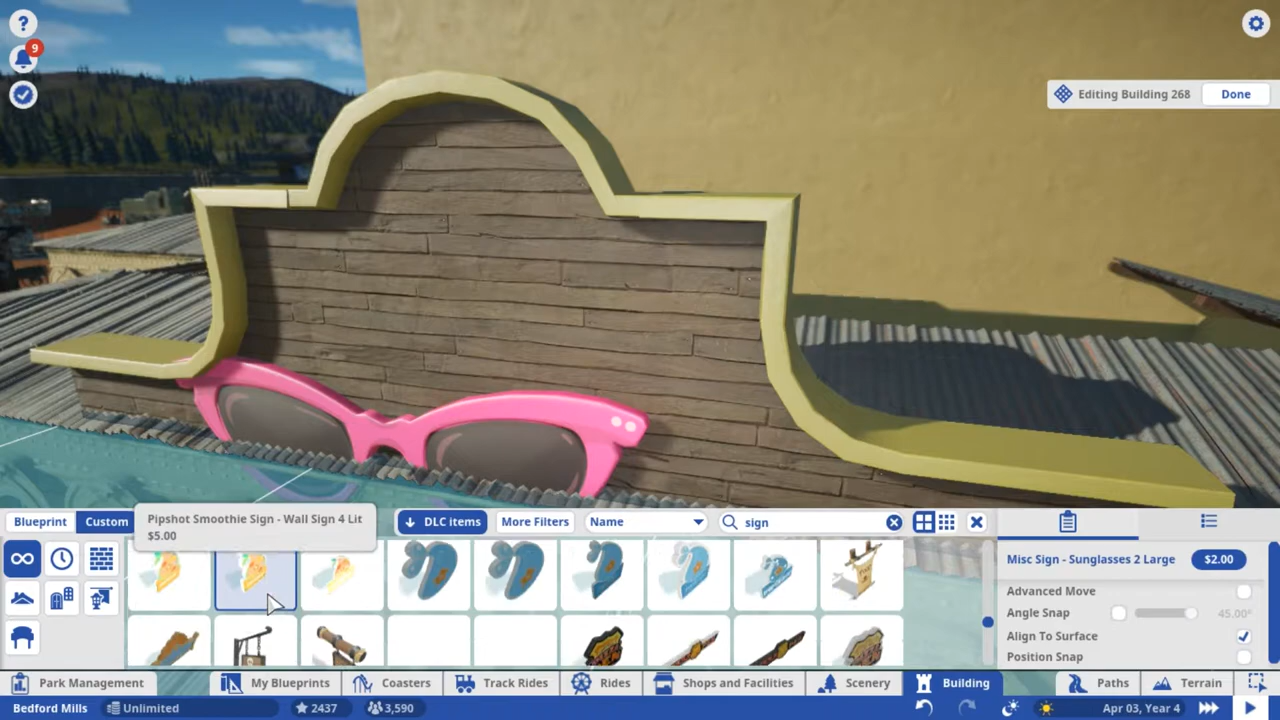 ?
9
Editing Building 268
Done
Blueprint
Custom
Pipshot Smoothie Sign - Wall Sign 4 Lit
$5.00
DLC items
More Filters
Name
sign
Misc Sign - Sunglasses 2 Large
$2.00
Advanced Move
Angle Snap
45.00°
Align To Surface
Position Snap
Park Management
My Blueprints
Coasters
Track Rides
Rides
Shops and Facilities
Scenery
Building
Paths
Terrain
Bedford Mills
Unlimited
2437
3,590
Apr 03, Year 4